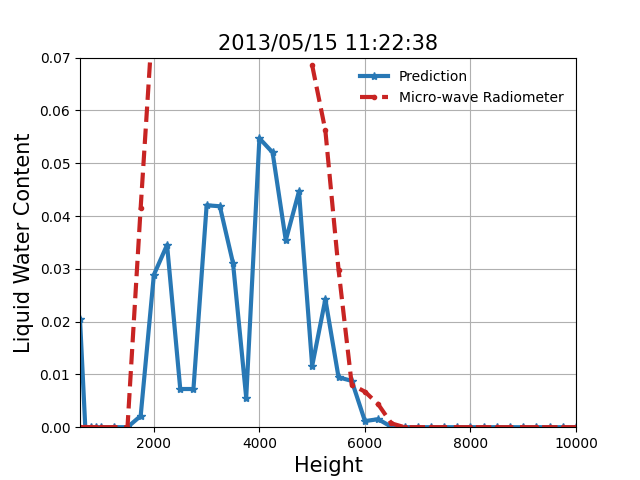 2013/05/15 11:22:38
Liquid Water Content
0.07
0.06
0.05
0.04
0.03
0.02
0.01
0.00
Prediction
Micro-wave Radiometer
2000 4000 6000 8000 10000
Height